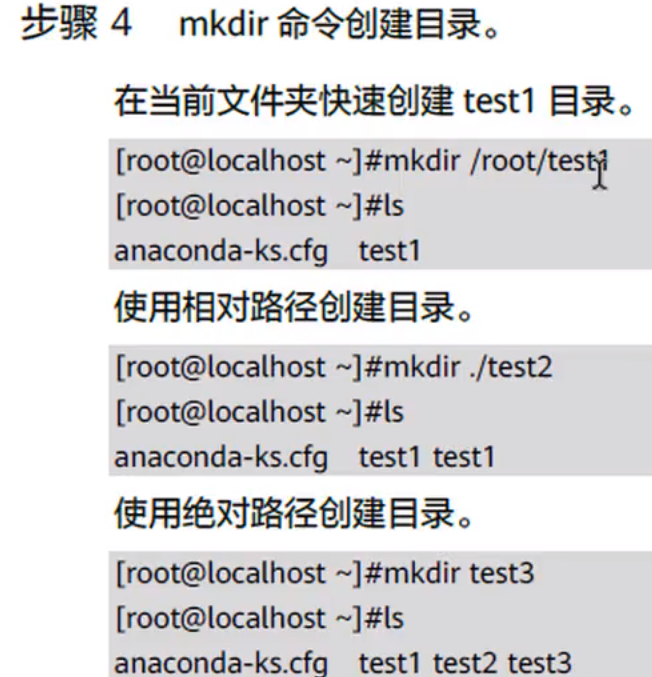 步骤 4 mkdir 命令创建目录。
在当前文件夹快速创建 test1 目录。
[root@localhost ~]#mkdir /root/test1
[root@localhost ~]#ls
anaconda-ks.cfg test1
使用相对路径创建目录。
[root@localhost ~]#mkdir ./test2
[root@localhost ~]#ls
anaconda-ks.cfg test1 test1
使用绝对路径创建目录。
[root@localhost ~]#mkdir test3
[root@localhost ~]#ls
anaconda-ks.cfg test1 test2 test3